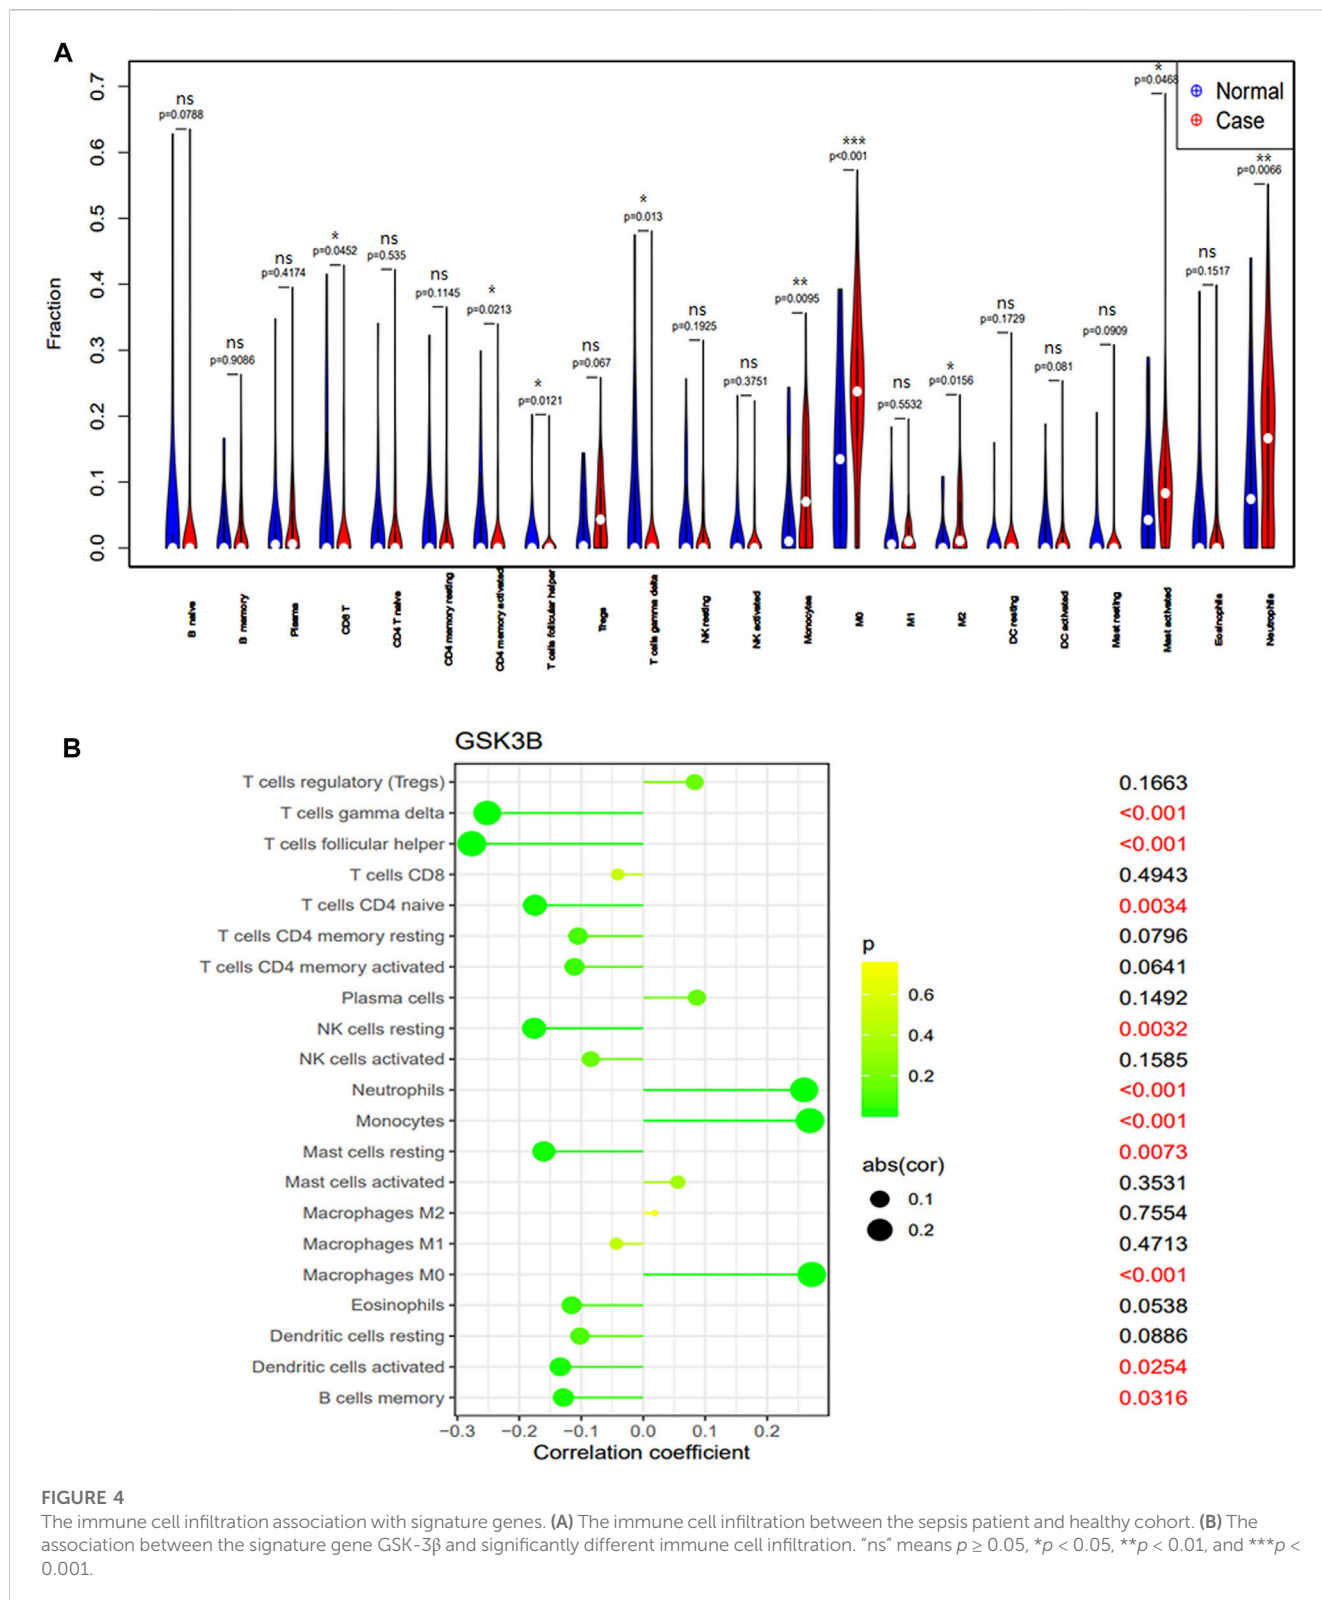 A
Fraction
0.7
0.6
0.5
0.4
0.3
0.2
0.1
0.0
ns
p=0.0788
ns
p=0.9086
ns
p=0.4174
*
p=0.0452
ns
p=0.535
ns
p=0.1145
*
p=0.0213
*
p=0.0121
ns
p=0.067
*
p=0.013
ns
p=0.1925
ns
p=0.3751
**
p=0.0095
***
p<0.001
ns
p=0.5532
*
p=0.0156
ns
p=0.1729
ns
p=0.081
ns
p=0.0909
*
p=0.0468
ns
p=0.1517
**
p=0.0066
Normal
Case
B naive
B memory
Plasma
CD8 T
CD4 T naive
CD4 memory resting
CD4 memory activated
T cells follicular helper
Tregs
T cells gamma delta
NK resting
NK activated
Monocytes
M0
M1
M2
DC resting
DC activated
Mast resting
Mast activated
Eosinophils
Neutrophils
B
GSK3B
T cells regulatory (Tregs) 0.1663
T cells gamma delta <0.001
T cells follicular helper <0.001
T cells CD8 0.4943
T cells CD4 naive 0.0034
T cells CD4 memory resting 0.0796
T cells CD4 memory activated 0.0641
Plasma cells 0.1492
NK cells resting 0.0032
NK cells activated 0.1585
Neutrophils <0.001
Monocytes <0.001
Mast cells resting 0.0073
Mast cells activated 0.3531
Macrophages M2 0.7554
Macrophages M1 0.4713
Macrophages M0 <0.001
Eosinophils 0.0538
Dendritic cells resting 0.0886
Dendritic cells activated 0.0254
B cells memory 0.0316
−0.3 −0.2 −0.1 0.0 0.1 0.2
Correlation coefficient
p
0.6
0.4
0.2
abs(cor)
0.1
0.2
FIGURE 4
The immune cell infiltration association with signature genes. (A) The immune cell infiltration between the sepsis patient and healthy cohort. (B) The
association between the signature gene GSK-3β and significantly different immune cell infiltration. "ns" means p ≥ 0.05, *p < 0.05, **p < 0.01, and ***p <
0.001.